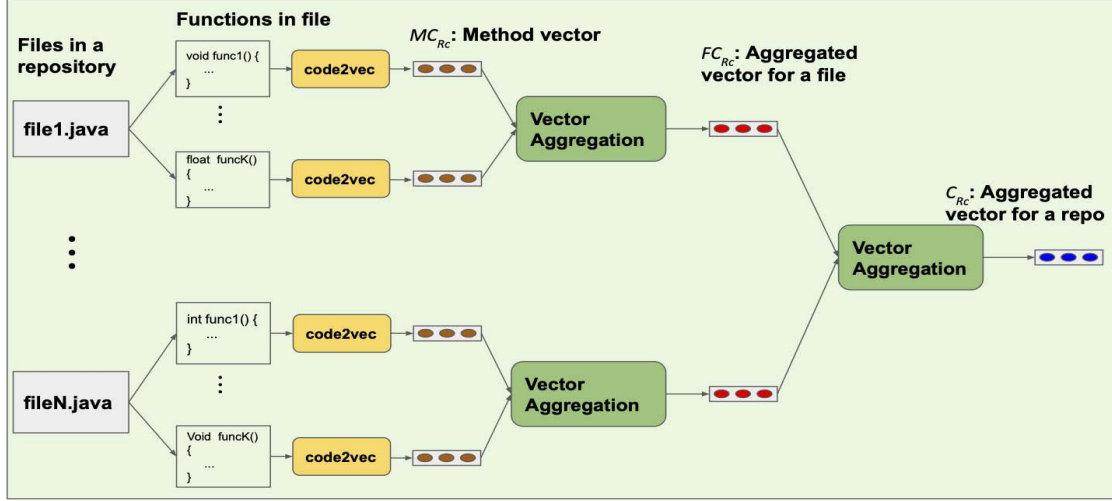 Files in a
repository
Functions in file
MC_Rc: Method vector
FC_Rc: Aggregated
vector for a file
C_Rc: Aggregated
vector for a repo
file1.java
void func1() {
...
}
code2vec
⋮
float funcK()
{
...
}
code2vec
Vector
Aggregation
⋮
Vector
Aggregation
fileN.java
int func1() {
...
}
code2vec
⋮
Void funcK()
{
...
}
code2vec
Vector
Aggregation